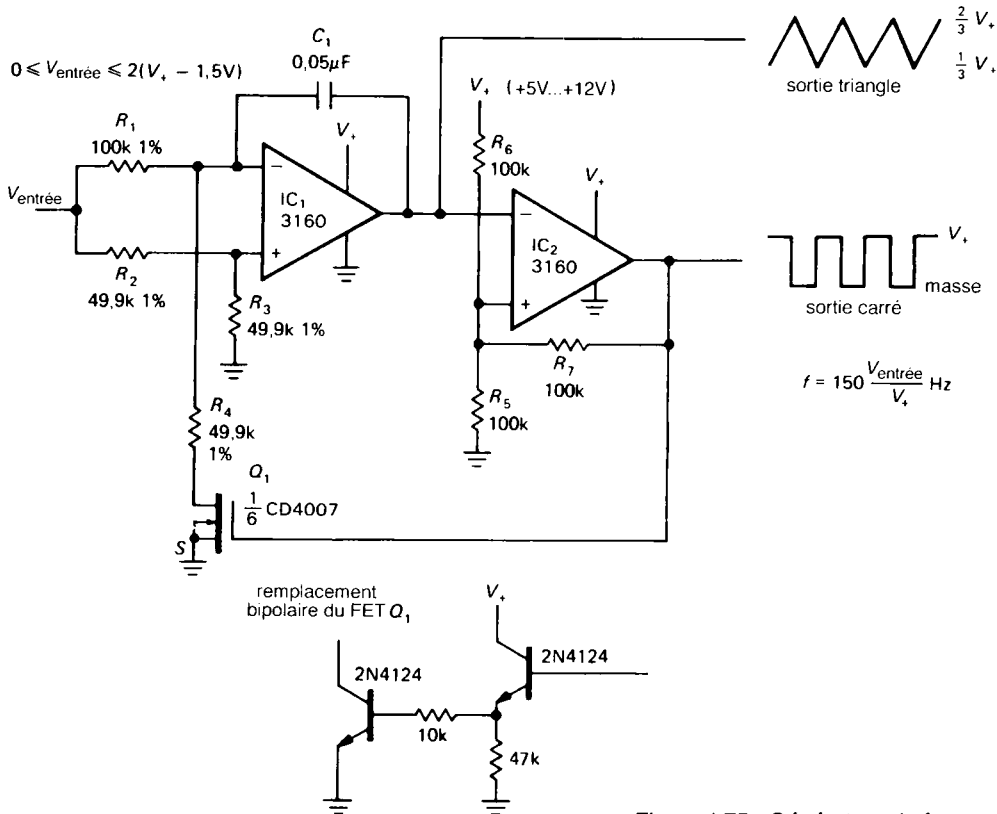 0 ⩽ Ventrée ⩽ 2(V+ − 1,5V)
C1
0,05µF
2/3 V+
1/3 V+
sortie triangle
V+ (+5V...+12V)
R1
100k 1%
V+
R6
100k
−
IC1
3160
+
Ventrée
R2
49,9k 1%
R3
49,9k 1%
V+
−
IC2
3160
+
V+
masse
sortie carré
R7
100k
f = 150 Ventrée/V+ Hz
R5
100k
R4
49,9k
1%
Q1
1/6 CD4007
S
remplacement
bipolaire du FET Q1
V+
2N4124
2N4124
10k
47k